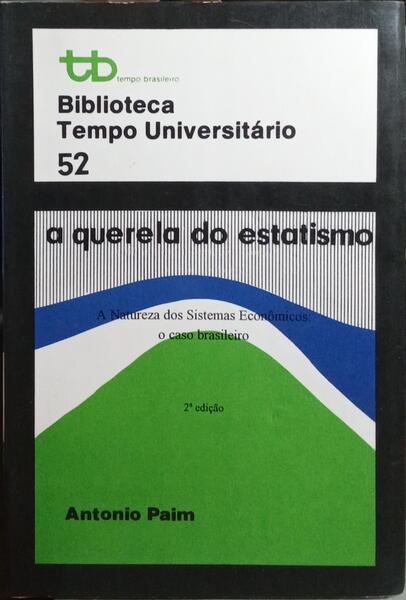 tb
tempo brasileiro
Biblioteca
Tempo Universitário
52
a querela do estatismo
A Natureza dos Sistemas Econômicos:
o caso brasileiro
2ª edição
Antonio Paim